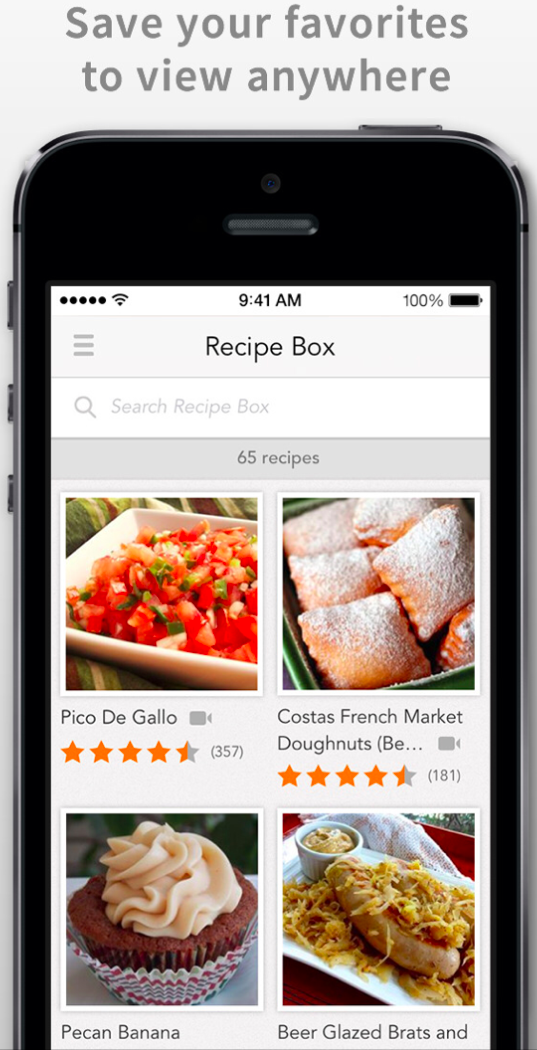 Save your favorites
to view anywhere
9:41 AM
100%
Recipe Box
Search Recipe Box
65 recipes
Pico De Gallo
(357)
Costas French Market
Doughnuts (Be...
(181)
Pecan Banana
Beer Glazed Brats and